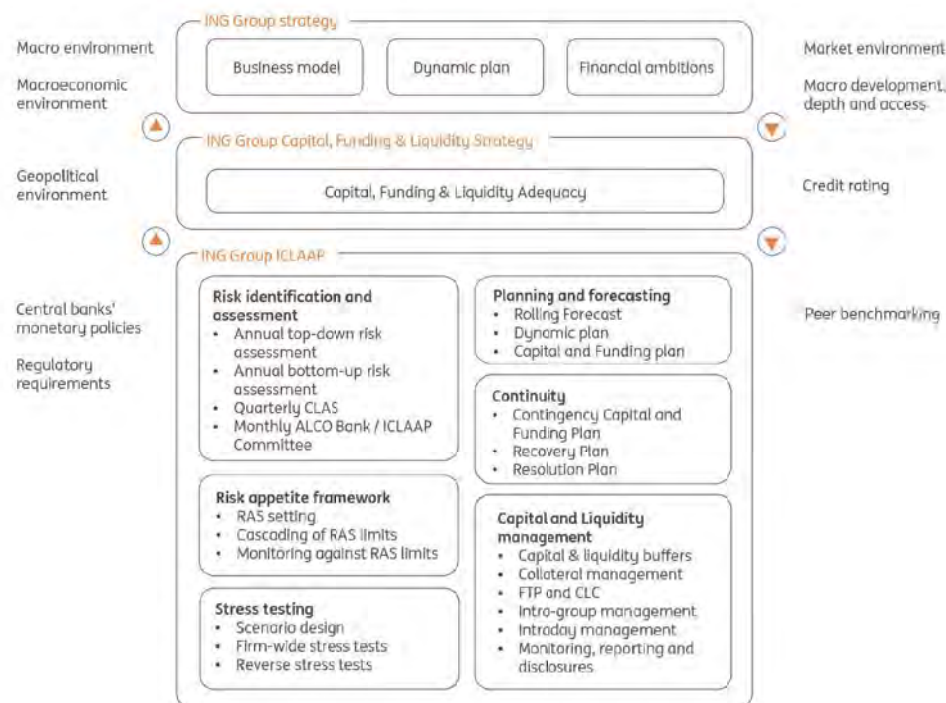 ING Group strategy
Macro environment
Macroeconomic
environment
Business model
Dynamic plan
Financial ambitions
Market environment
Macro development,
depth and access
ING Group Capital, Funding & Liquidity Strategy
Geopolitical
environment
Capital, Funding & Liquidity Adequacy
Credit rating
ING Group ICLAAP
Central banks'
monetary policies
Regulatory
requirements
Risk identification and
assessment
• Annual top-down risk
assessment
• Annual bottom-up risk
assessment
• Quarterly CLAS
• Monthly ALCO Bank / ICLAAP
Committee
Risk appetite framework
• RAS setting
• Cascading of RAS limits
• Monitoring against RAS limits
Stress testing
• Scenario design
• Firm-wide stress tests
• Reverse stress tests
Planning and forecasting
• Rolling Forecast
• Dynamic plan
• Capital and Funding plan
Continuity
• Contingency Capital and
Funding Plan
• Recovery Plan
• Resolution Plan
Capital and Liquidity
management
• Capital & liquidity buffers
• Collateral management
• FTP and CLC
• Intra-group management
• Intraday management
• Monitoring, reporting and
disclosures
Peer benchmarking